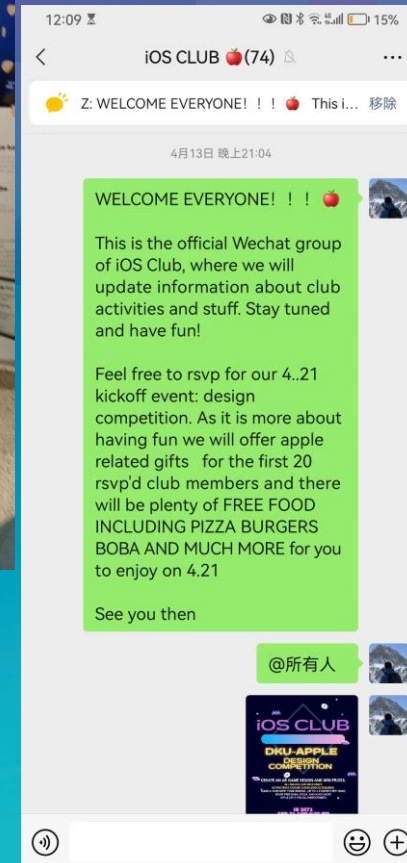 12:09
15%
iOS CLUB 🍎(74)
Z: WELCOME EVERYONE! ! ! 🍎 This i... 移除
4月13日 晚上21:04
WELCOME EVERYONE! ! ! 🍎
This is the official Wechat group
of iOS Club, where we will
update information about club
activities and stuff. Stay tuned
and have fun!
Feel free to rsvp for our 4..21
kickoff event: design
competition. As it is more about
having fun we will offer apple
related gifts for the first 20
rsvp'd club members and there
will be plenty of FREE FOOD
INCLUDING PIZZA BURGERS
BOBA AND MUCH MORE for you
to enjoy on 4.21
See you then
@所有人
iOS CLUB
DKU-APPLE
DESIGN
COMPETITION